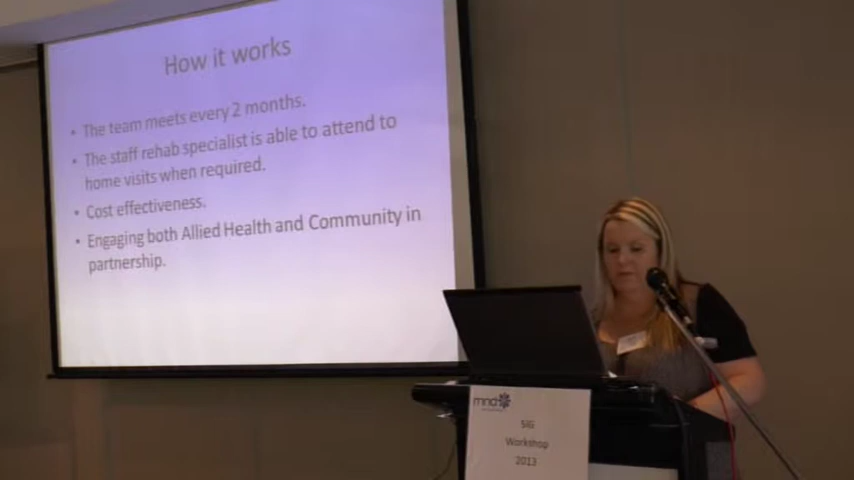 How it works
• The team meets every 2 months.
• The staff rehab specialist is able to attend to
home visits when required.
• Cost effectiveness.
• Engaging both Allied Health and Community in
partnership.
mnd
SIG
Workshop
2013